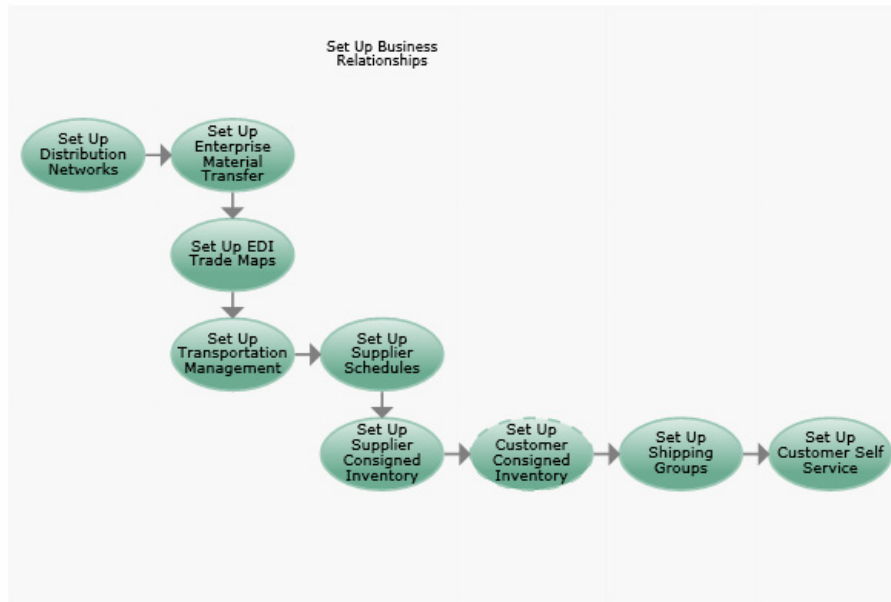 Set Up Business
Relationships
Set Up
Distribution
Networks
Set Up
Enterprise
Material
Transfer
Set Up EDI
Trade Maps
Set Up
Transportation
Management
Set Up
Supplier
Schedules
Set Up
Supplier
Consigned
Inventory
Set Up
Customer
Consigned
Inventory
Set Up
Shipping
Groups
Set Up
Customer Self
Service